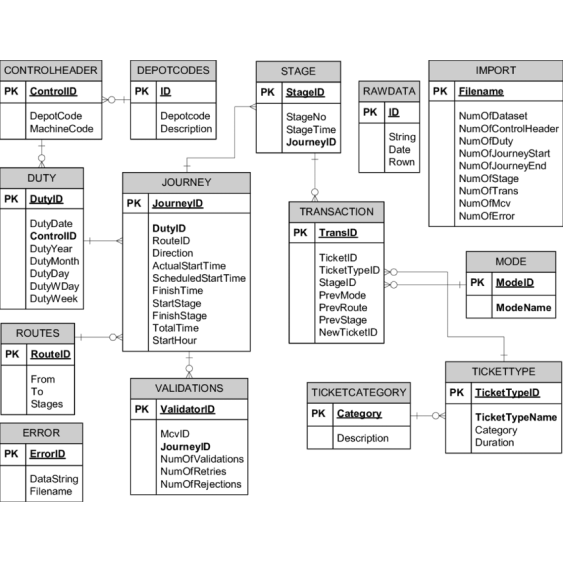 CONTROLHEADER
PK ControlID
DepotCode
MachineCode
DEPOTCODES
PK ID
Depotcode
Description
STAGE
PK StageID
StageNo
StageTime
JourneyID
RAWDATA
PK ID
String
Date
Rown
IMPORT
PK Filename
NumOfDataset
NumOfControlHeader
NumOfDuty
NumOfJourneyStart
NumOfJourneyEnd
NumOfStage
NumOfTrans
NumOfMcv
NumOfError
DUTY
PK DutyID
DutyDate
ControlID
DutyYear
DutyMonth
DutyDay
DutyWDay
DutyWeek
JOURNEY
PK JourneyID
DutyID
RouteID
Direction
ActualStartTime
ScheduledStartTime
FinishTime
StartStage
FinishStage
TotalTime
StartHour
TRANSACTION
PK TransID
TicketID
TicketTypeID
StageID
PrevMode
PrevRoute
PrevStage
NewTicketID
MODE
PK ModeID
ModeName
ROUTES
PK RouteID
From
To
Stages
VALIDATIONS
PK ValidatorID
McvID
JourneyID
NumOfValidations
NumOfRetries
NumOfRejections
TICKETCATEGORY
PK Category
Description
TICKETTYPE
PK TicketTypeID
TicketTypeName
Category
Duration
ERROR
PK ErrorID
DataString
Filename